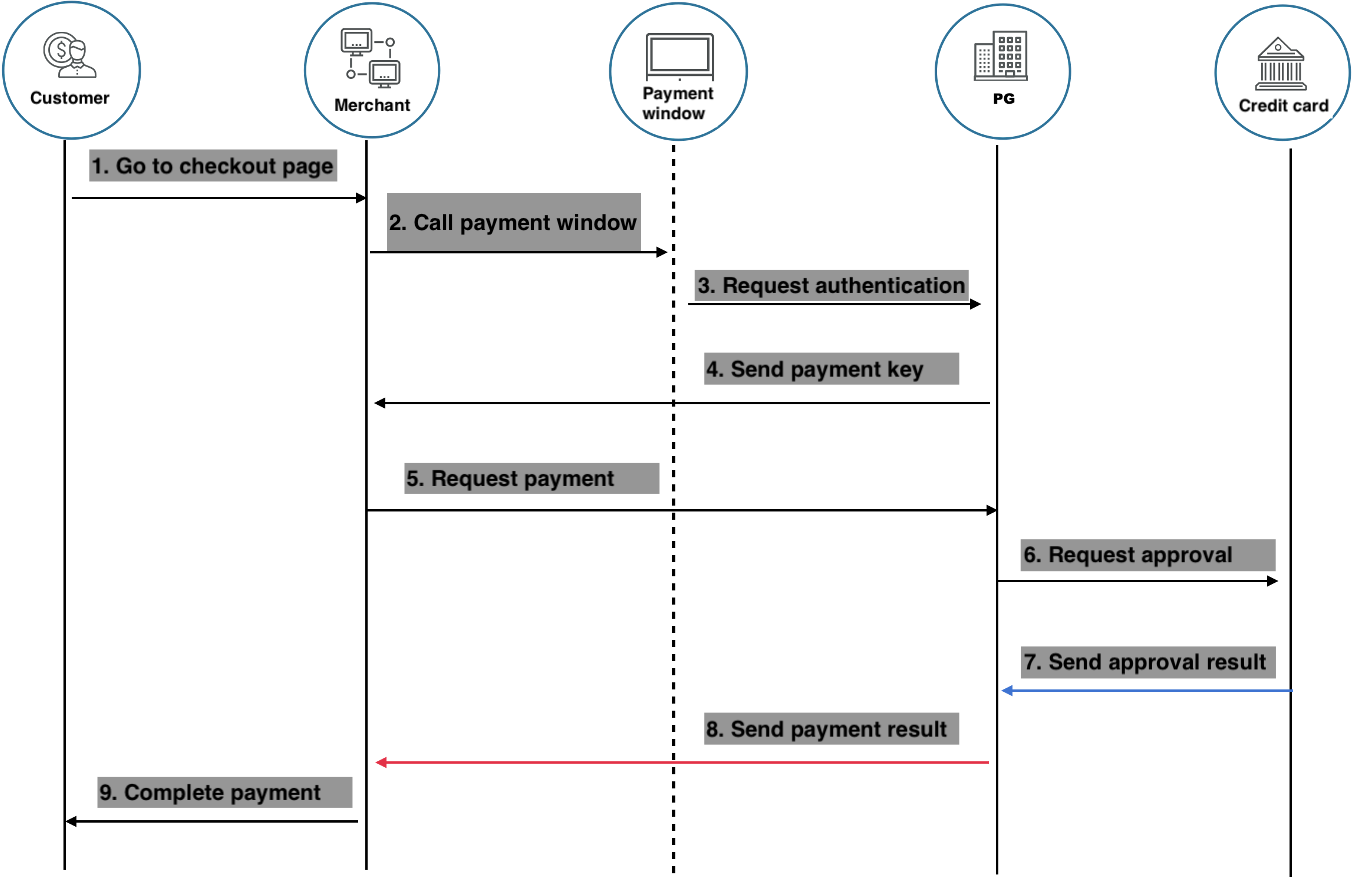 Customer
Merchant
Payment
window
PG
Credit card
1. Go to checkout page
2. Call payment window
3. Request authentication
4. Send payment key
5. Request payment
6. Request approval
7. Send approval result
8. Send payment result
9. Complete payment